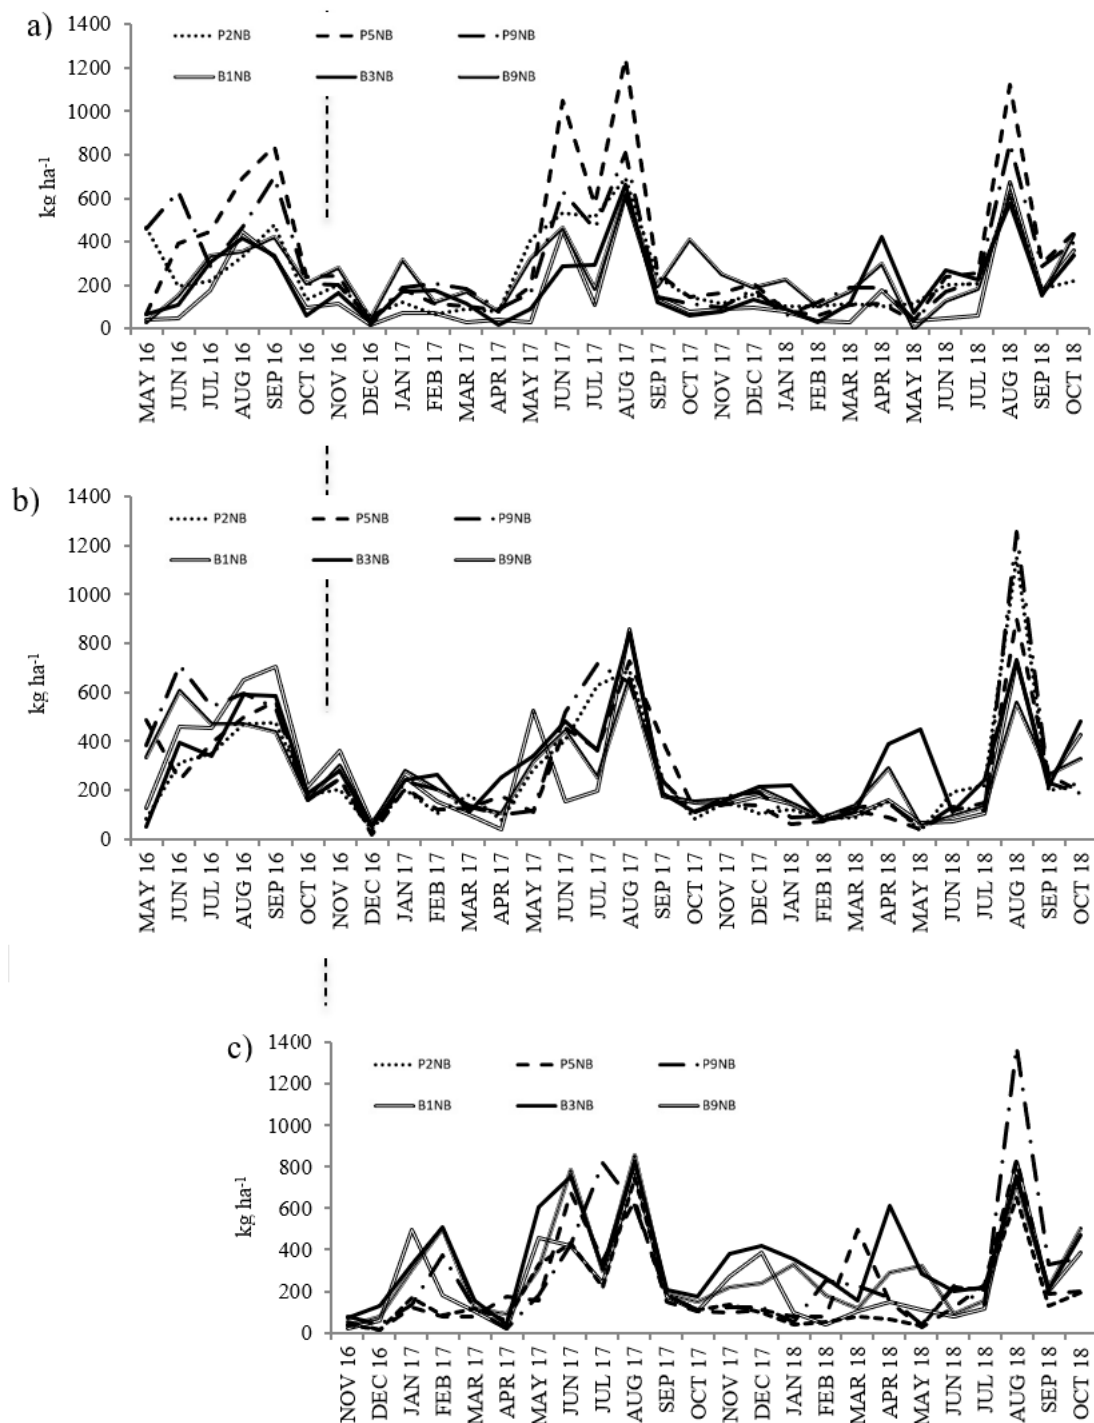 a)
1400
1200
1000
800
600
400
200
0
kg ha-1
P2NB P5NB P9NB
B1NB B3NB B9NB
MAY 16 JUN 16 JUL 16 AUG 16 SEP 16 OCT 16 NOV 16 DEC 16 JAN 17 FEB 17 MAR 17 APR 17 MAY 17 JUN 17 JUL 17 AUG 17 SEP 17 OCT 17 NOV 17 DEC 17 JAN 18 FEB 18 MAR 18 APR 18 MAY 18 JUN 18 JUL 18 AUG 18 SEP 18 OCT 18
b)
1400
1200
1000
800
600
400
200
0
kg ha-1
P2NB P5NB P9NB
B1NB B3NB B9NB
MAY 16 JUN 16 JUL 16 AUG 16 SEP 16 OCT 16 NOV 16 DEC 16 JAN 17 FEB 17 MAR 17 APR 17 MAY 17 JUN 17 JUL 17 AUG 17 SEP 17 OCT 17 NOV 17 DEC 17 JAN 18 FEB 18 MAR 18 APR 18 MAY 18 JUN 18 JUL 18 AUG 18 SEP 18 OCT 18
c)
1400
1200
1000
800
600
400
200
0
kg ha-1
P2NB P5NB P9NB
B1NB B3NB B9NB
NOV 16 DEC 16 JAN 17 FEB 17 MAR 17 APR 17 MAY 17 JUN 17 JUL 17 AUG 17 SEP 17 OCT 17 NOV 17 DEC 17 JAN 18 FEB 18 MAR 18 APR 18 MAY 18 JUN 18 JUL 18 AUG 18 SEP 18 OCT 18